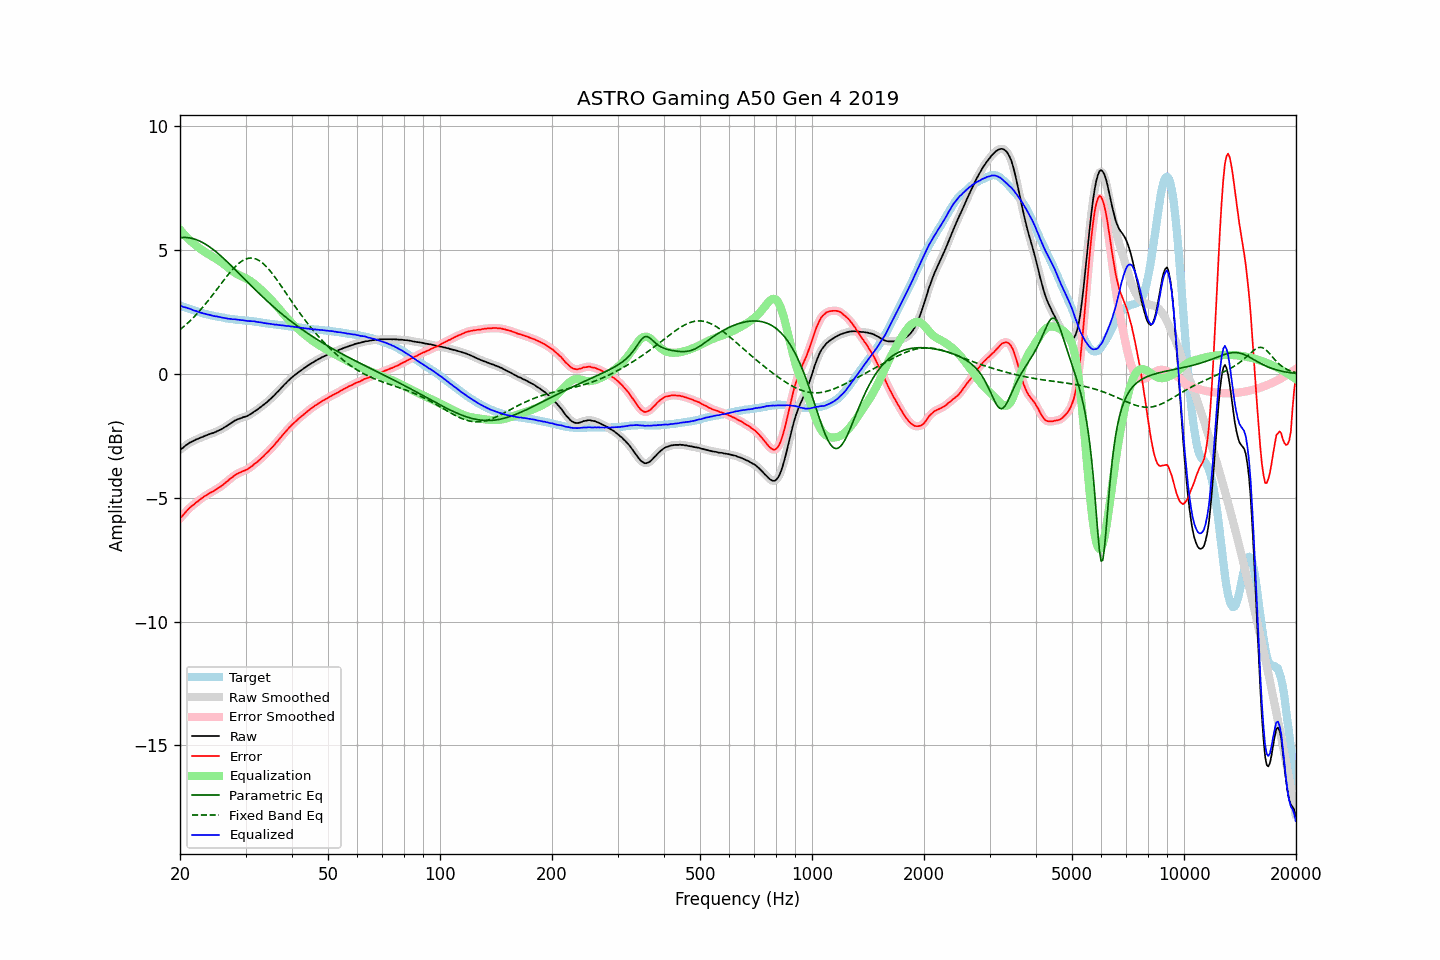 ASTRO Gaming A50 Gen 4 2019
10
5
0
−5
−10
−15
Amplitude (dBr)
Target
Raw Smoothed
Error Smoothed
Raw
Error
Equalization
Parametric Eq
Fixed Band Eq
Equalized
20 50 100 200 500 1000 2000 5000 10000 20000
Frequency (Hz)